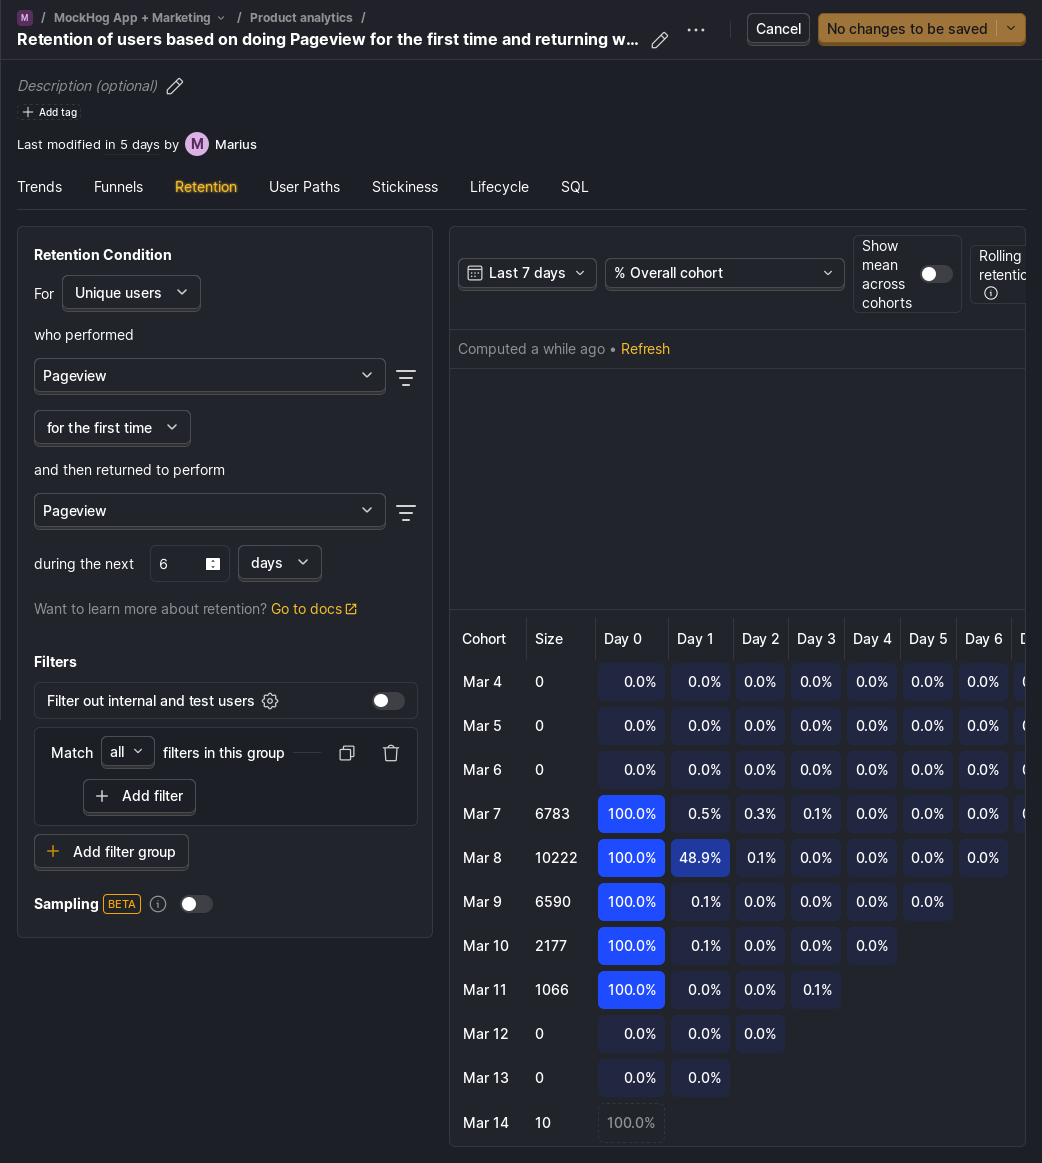 M / MockHog App + Marketing / Product analytics /
Retention of users based on doing Pageview for the first time and returning w...
Cancel
No changes to be saved
Description (optional)
Add tag
Last modified in 5 days by M Marius
Trends Funnels Retention User Paths Stickiness Lifecycle SQL
Retention Condition
For Unique users
who performed
Pageview
for the first time
and then returned to perform
Pageview
during the next 6 days
Want to learn more about retention? Go to docs
Filters
Filter out internal and test users
Match all filters in this group
Add filter
Add filter group
Sampling BETA
Last 7 days
% Overall cohort
Show
mean
across
cohorts
Rolling
retentio
Computed a while ago • Refresh
Cohort Size Day 0 Day 1 Day 2 Day 3 Day 4 Day 5 Day 6
Mar 4 0 0.0% 0.0% 0.0% 0.0% 0.0% 0.0% 0.0%
Mar 5 0 0.0% 0.0% 0.0% 0.0% 0.0% 0.0% 0.0%
Mar 6 0 0.0% 0.0% 0.0% 0.0% 0.0% 0.0% 0.0%
Mar 7 6783 100.0% 0.5% 0.3% 0.1% 0.0% 0.0% 0.0%
Mar 8 10222 100.0% 48.9% 0.1% 0.0% 0.0% 0.0% 0.0%
Mar 9 6590 100.0% 0.1% 0.0% 0.0% 0.0% 0.0%
Mar 10 2177 100.0% 0.1% 0.0% 0.0% 0.0%
Mar 11 1066 100.0% 0.0% 0.0% 0.1%
Mar 12 0 0.0% 0.0% 0.0%
Mar 13 0 0.0% 0.0%
Mar 14 10 100.0%